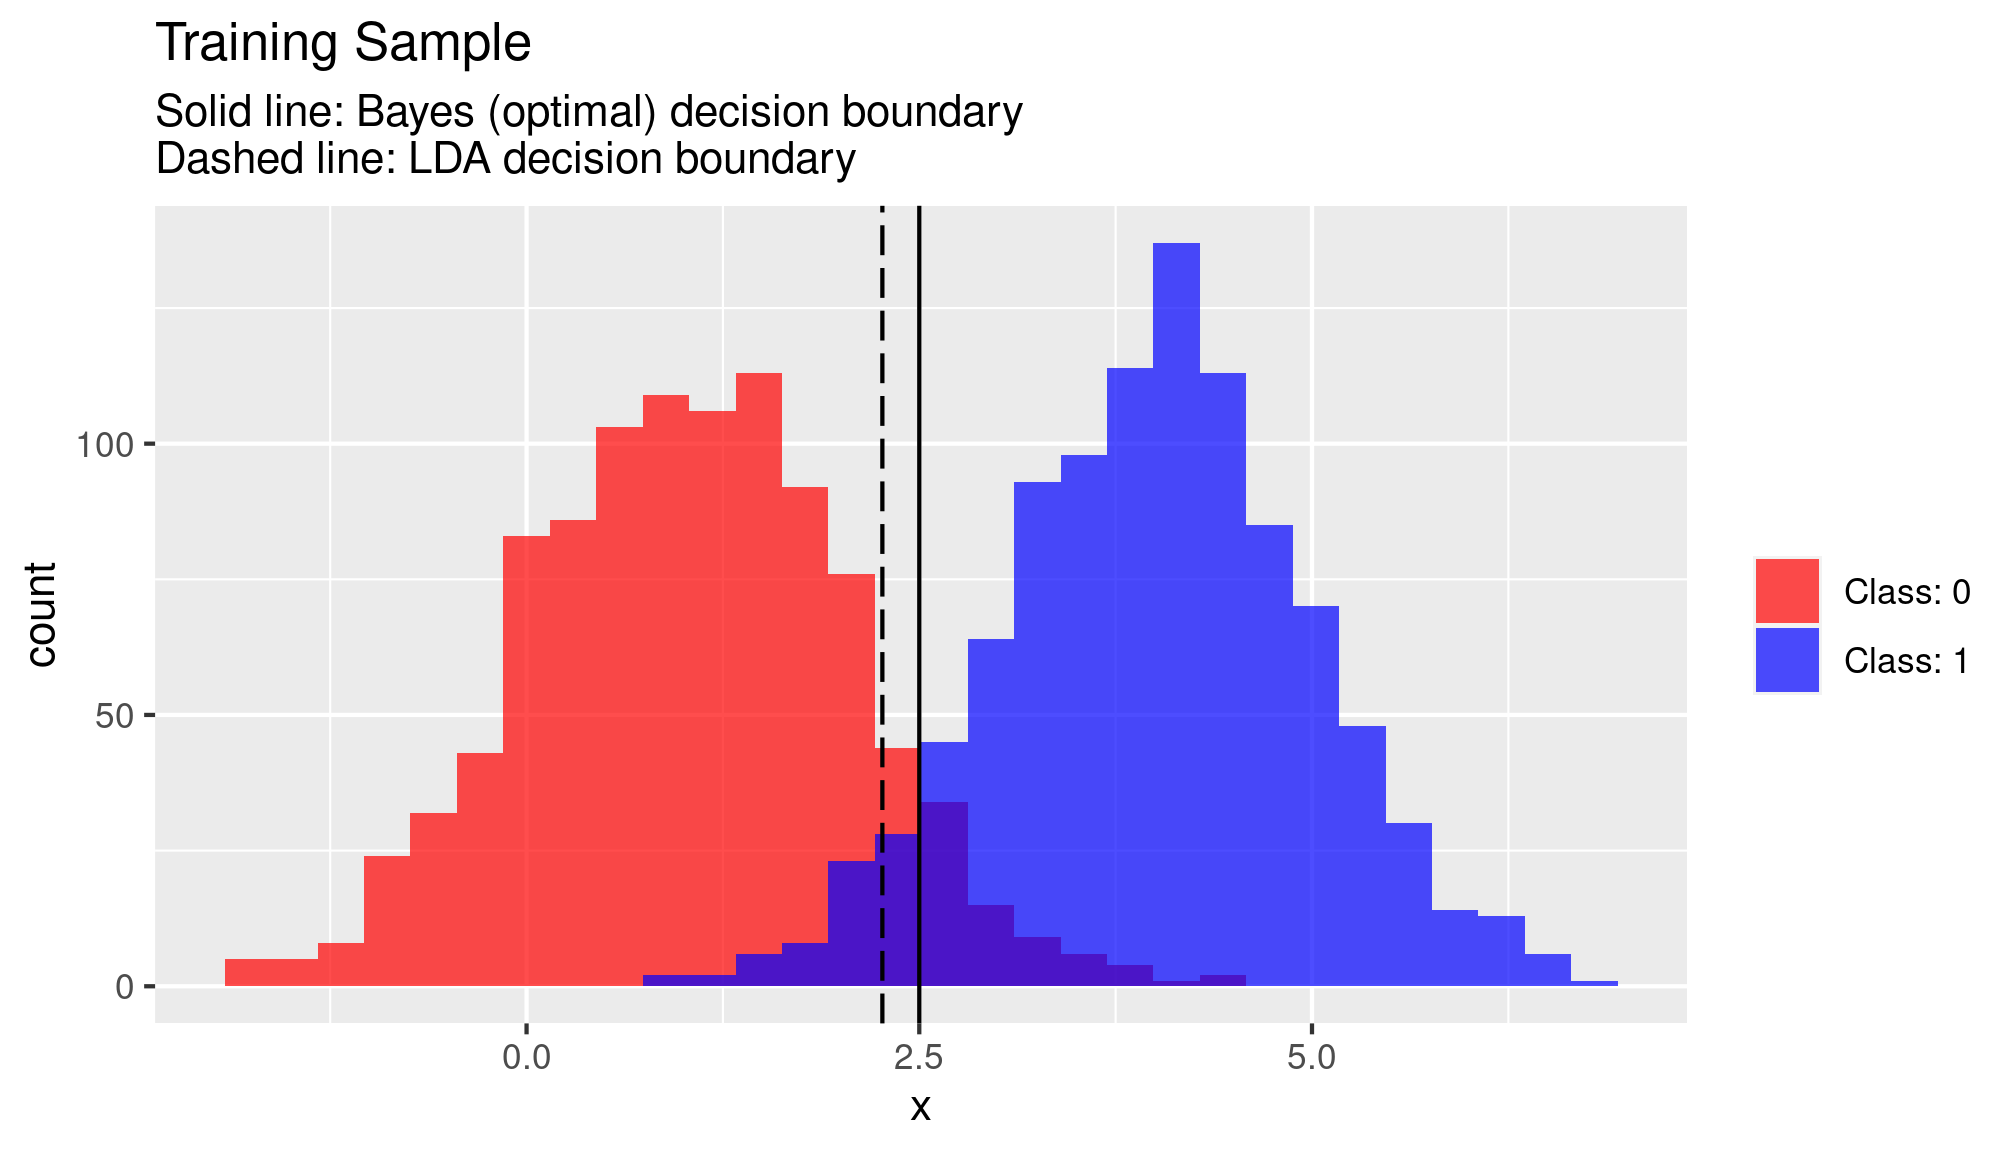 Training Sample
Solid line: Bayes (optimal) decision boundary
Dashed line: LDA decision boundary
count
100
50
0
0.0
2.5
5.0
x
Class: 0
Class: 1